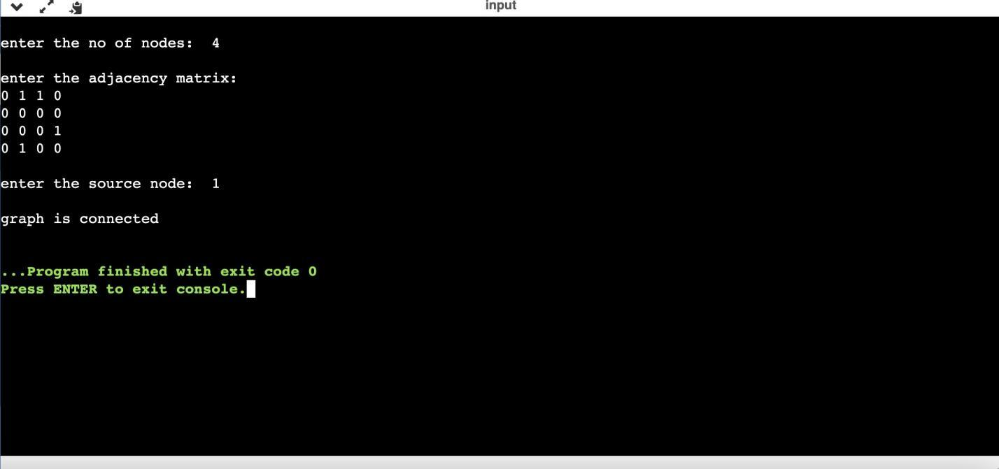 input
enter the no of nodes:  4
enter the adjacency matrix:
0 1 1 0
0 0 0 0
0 0 0 1
0 1 0 0
enter the source node:  1
graph is connected
...Program finished with exit code 0
Press ENTER to exit console.